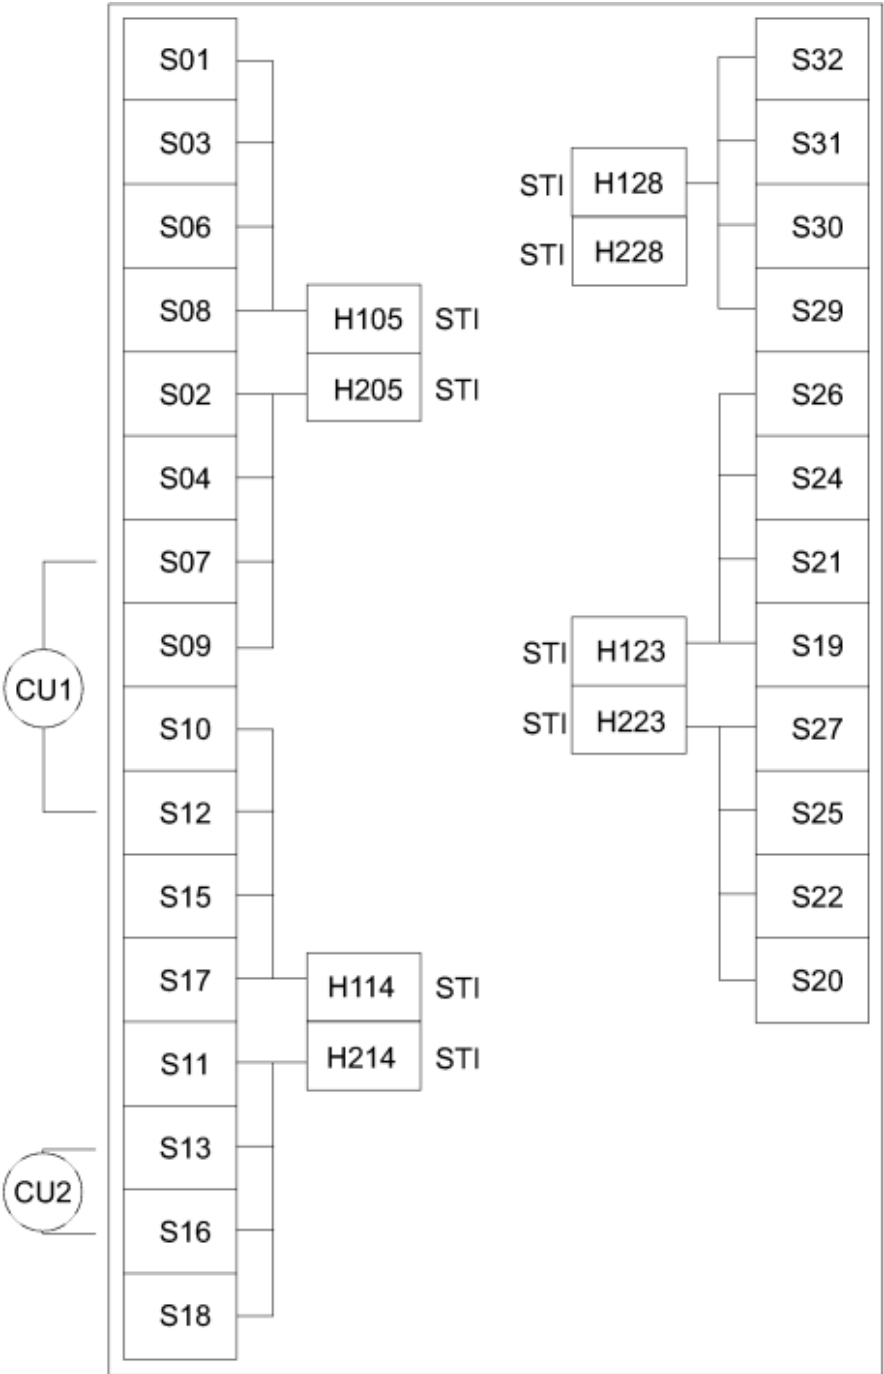 S01
S03
S06
S08
S02
S04
S07
S09
S10
S12
S15
S17
S11
S13
S16
S18
CU1
CU2
H105 STI
H205 STI
H114 STI
H214 STI
STI H128
STI H228
STI H123
STI H223
S32
S31
S30
S29
S26
S24
S21
S19
S27
S25
S22
S20